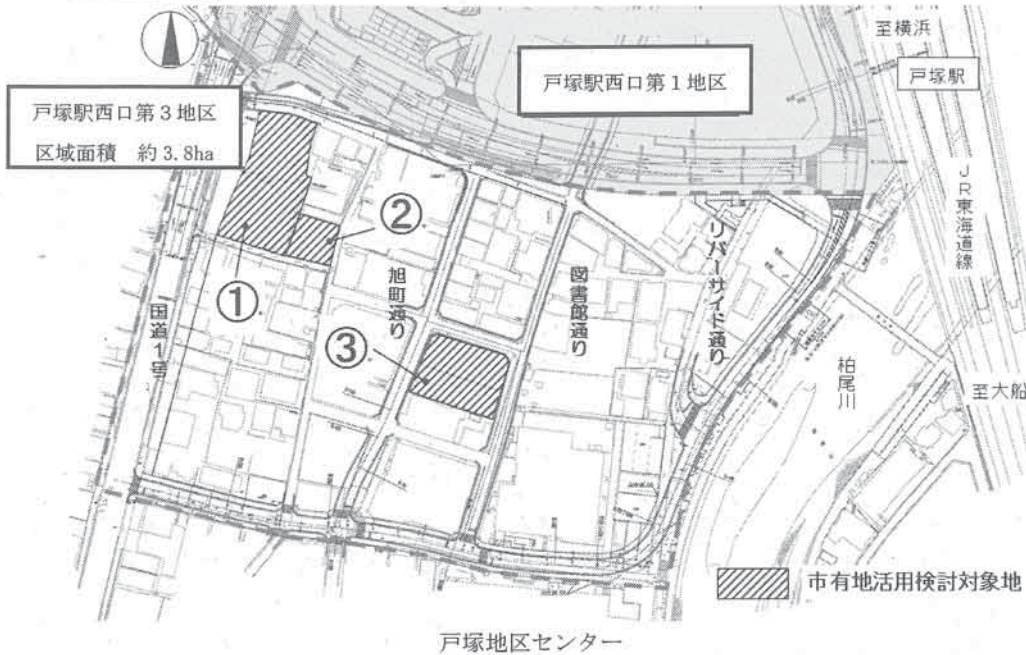 至横浜
戸塚駅
戸塚駅西口第1地区
戸塚駅西口第3地区
区域面積 約3.8ha
JR東海道線
②
①
③
国道1号
旭町通り
図書館通り
リバーサイド通り
柏尾川
至大船
市有地活用検討対象地
戸塚地区センター